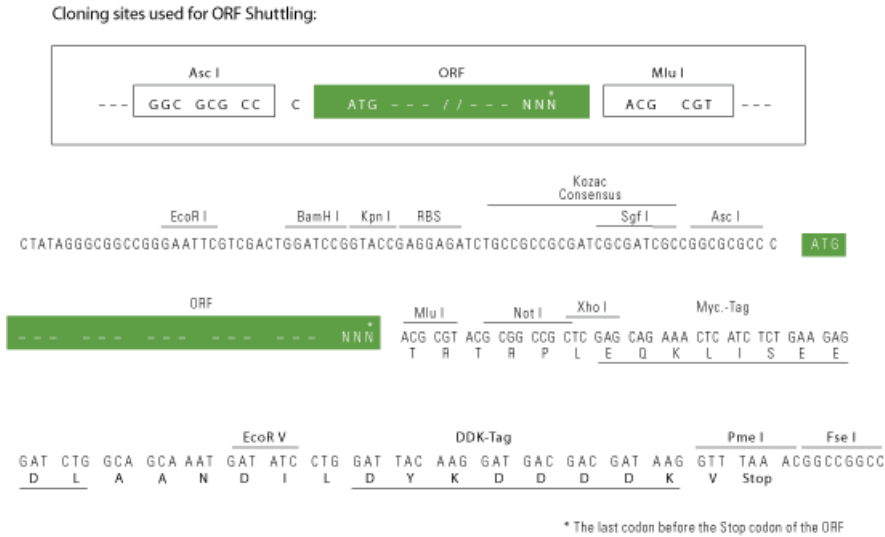 Cloning sites used for ORF Shuttling:
Asc I ORF Mlu I
--- GGC GCG CC C ATG --- // --- NNN* ACG CGT ---
Kozac
Consensus
EcoR I BamH I Kpn I RBS Sgf I Asc I
CTATAGGGCGGCCGGGAATTCGTCGACTGGATCCGGTACCGAGGAGATCTGCCGCCGCGATCGCGATCGCCGGCGCGCC C ATG
ORF Mlu I Not I Xho I Myc.-Tag
--- --- --- --- --- --- NNN* ACG CGT ACG CGG CCG CTC GAG CAG AAA CTC ATC TCT GAA GAG
T R T R P L E Q K L I S E E
EcoR V DDK-Tag Pme I Fse I
GAT CTG GCA GCA AAT GAT ATC CTG GAT TAC AAG GAT GAC GAC GAT AAG GTT TAA ACGGCCGGCC
D L A A N D I L D Y K D D D D K V Stop
* The last codon before the Stop codon of the ORF